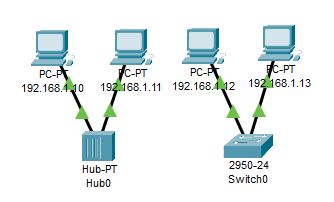 PC-PT
192.168.1.10
PC-PT
192.168.1.11
PC-PT
192.168.1.12
PC-PT
192.168.1.13
Hub-PT
Hub0
2950-24
Switch0